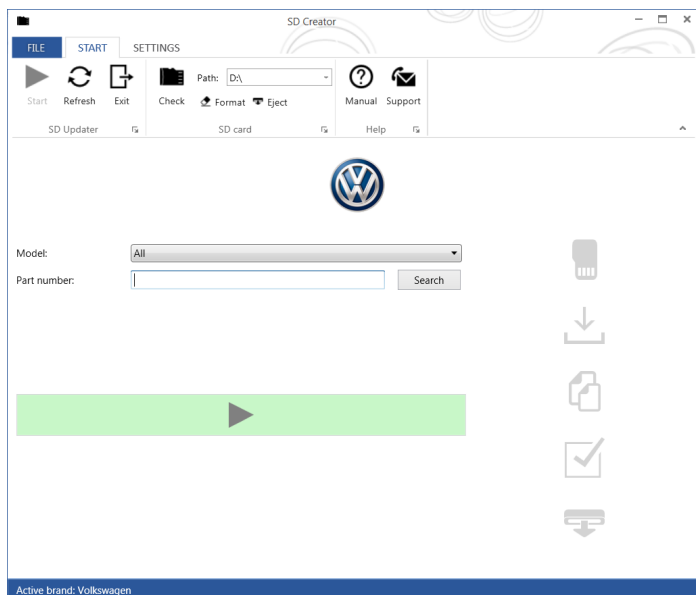 SD Creator
FILE START SETTINGS
Path: D:\
Start Refresh Exit Check Format Eject Manual Support
SD Updater SD card Help
Model: All
Part number: Search
Active brand: Volkswagen